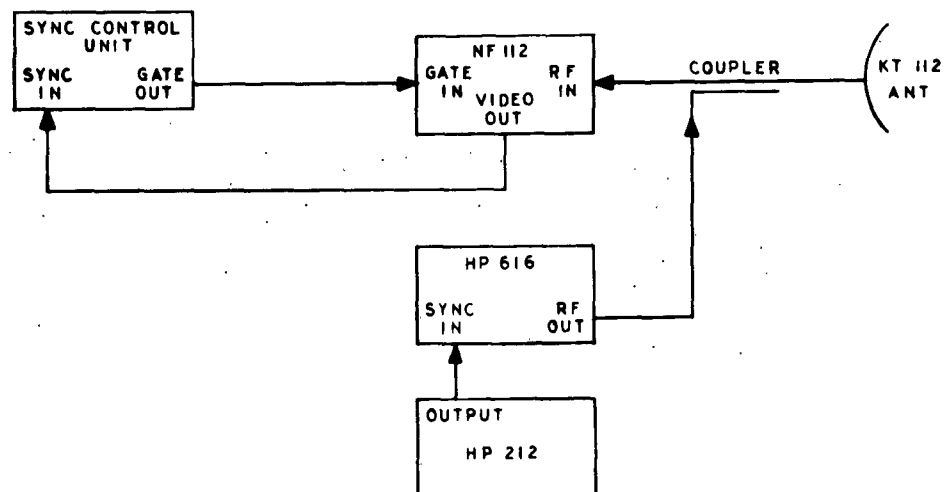 SYNC CONTROL
UNIT
SYNC
IN
GATE
OUT
NF 112
GATE
IN
RF
IN
VIDEO
OUT
COUPLER
KT 112
ANT
HP 616
SYNC
IN
RF
OUT
OUTPUT
HP 212